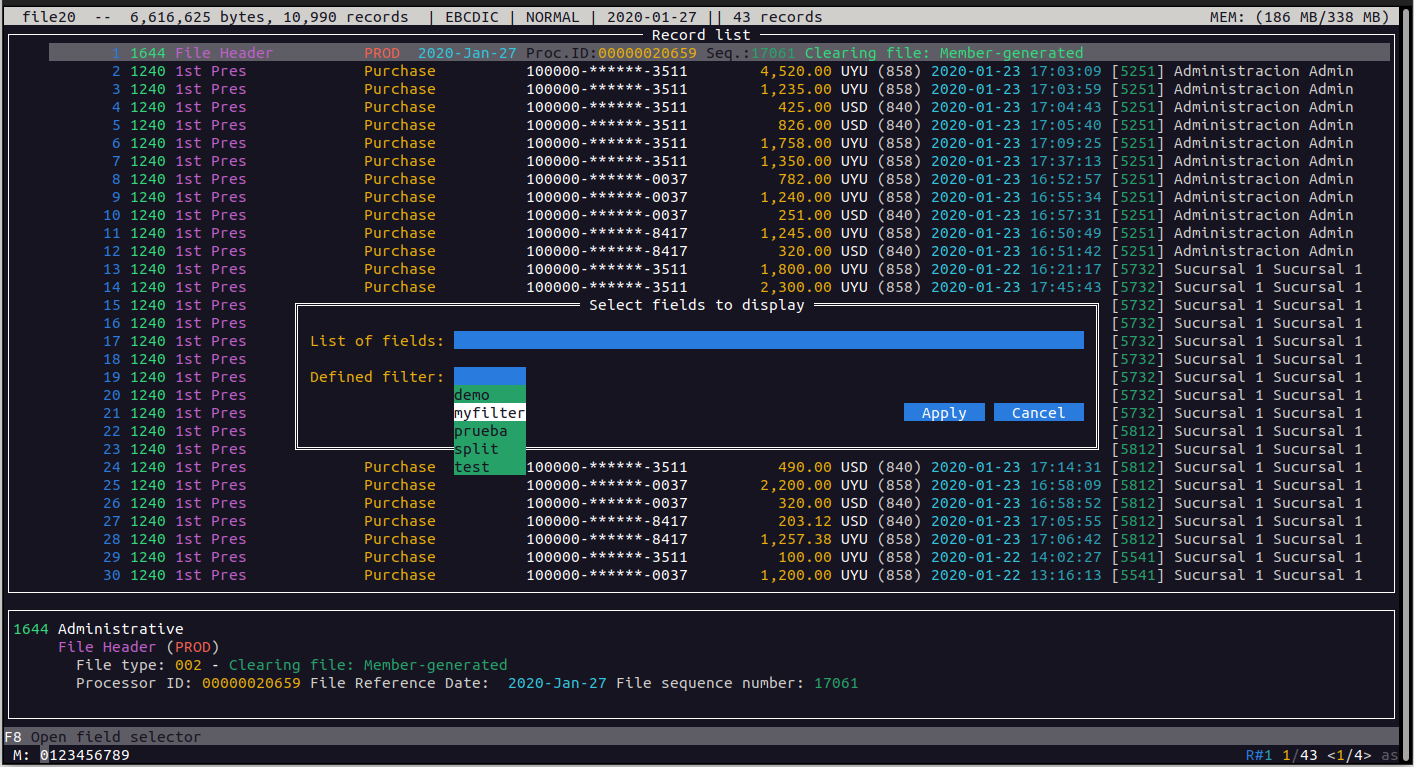 file20 -- 6,616,625 bytes, 10,990 records | EBCDIC | NORMAL | 2020-01-27 || 43 records MEM: (186 MB/338 MB)
Record list
1 1644 File Header PROD 2020-Jan-27 Proc.ID:00000020659 Seq.:17061 Clearing file: Member-generated
2 1240 1st Pres Purchase 100000-******-3511 4,520.00 UYU (858) 2020-01-23 17:03:09 [5251] Administracion Admin
3 1240 1st Pres Purchase 100000-******-3511 1,235.00 UYU (858) 2020-01-23 17:03:59 [5251] Administracion Admin
4 1240 1st Pres Purchase 100000-******-3511 425.00 USD (840) 2020-01-23 17:04:43 [5251] Administracion Admin
5 1240 1st Pres Purchase 100000-******-3511 826.00 USD (840) 2020-01-23 17:05:40 [5251] Administracion Admin
6 1240 1st Pres Purchase 100000-******-3511 1,758.00 UYU (858) 2020-01-23 17:09:25 [5251] Administracion Admin
7 1240 1st Pres Purchase 100000-******-3511 1,350.00 UYU (858) 2020-01-23 17:37:13 [5251] Administracion Admin
8 1240 1st Pres Purchase 100000-******-0037 782.00 UYU (858) 2020-01-23 16:52:57 [5251] Administracion Admin
9 1240 1st Pres Purchase 100000-******-0037 1,240.00 UYU (858) 2020-01-23 16:55:34 [5251] Administracion Admin
10 1240 1st Pres Purchase 100000-******-0037 251.00 USD (840) 2020-01-23 16:57:31 [5251] Administracion Admin
11 1240 1st Pres Purchase 100000-******-8417 1,245.00 UYU (858) 2020-01-23 16:50:49 [5251] Administracion Admin
12 1240 1st Pres Purchase 100000-******-8417 320.00 USD (840) 2020-01-23 16:51:42 [5251] Administracion Admin
13 1240 1st Pres Purchase 100000-******-3511 1,800.00 UYU (858) 2020-01-22 16:21:17 [5732] Sucursal 1 Sucursal 1
14 1240 1st Pres Purchase 100000-******-3511 2,300.00 UYU (858) 2020-01-22 17:45:43 [5732] Sucursal 1 Sucursal 1
15 1240 1st Pres [5732] Sucursal 1 Sucursal 1
16 1240 1st Pres [5732] Sucursal 1 Sucursal 1
17 1240 1st Pres [5732] Sucursal 1 Sucursal 1
18 1240 1st Pres [5732] Sucursal 1 Sucursal 1
19 1240 1st Pres [5732] Sucursal 1 Sucursal 1
20 1240 1st Pres [5732] Sucursal 1 Sucursal 1
21 1240 1st Pres [5732] Sucursal 1 Sucursal 1
22 1240 1st Pres [5812] Sucursal 1 Sucursal 1
23 1240 1st Pres [5812] Sucursal 1 Sucursal 1
24 1240 1st Pres Purchase 100000-******-3511 490.00 USD (840) 2020-01-23 17:14:31 [5812] Sucursal 1 Sucursal 1
25 1240 1st Pres Purchase 100000-******-0037 2,200.00 UYU (858) 2020-01-23 16:58:09 [5812] Sucursal 1 Sucursal 1
26 1240 1st Pres Purchase 100000-******-0037 320.00 USD (840) 2020-01-23 16:58:52 [5812] Sucursal 1 Sucursal 1
27 1240 1st Pres Purchase 100000-******-8417 203.12 USD (840) 2020-01-23 17:05:55 [5812] Sucursal 1 Sucursal 1
28 1240 1st Pres Purchase 100000-******-8417 1,257.38 UYU (858) 2020-01-23 17:06:42 [5812] Sucursal 1 Sucursal 1
29 1240 1st Pres Purchase 100000-******-3511 100.00 UYU (858) 2020-01-22 14:02:27 [5541] Sucursal 1 Sucursal 1
30 1240 1st Pres Purchase 100000-******-0037 1,200.00 UYU (858) 2020-01-22 13:16:13 [5541] Sucursal 1 Sucursal 1
Select fields to display
List of fields:
Defined filter:
demo
myfilter
prueba
split
test
Apply Cancel
1644 Administrative
File Header (PROD)
File type: 002 - Clearing file: Member-generated
Processor ID: 00000020659 File Reference Date: 2020-Jan-27 File sequence number: 17061
F8 Open field selector
M: 0123456789 R#1 1/43 <1/4> as